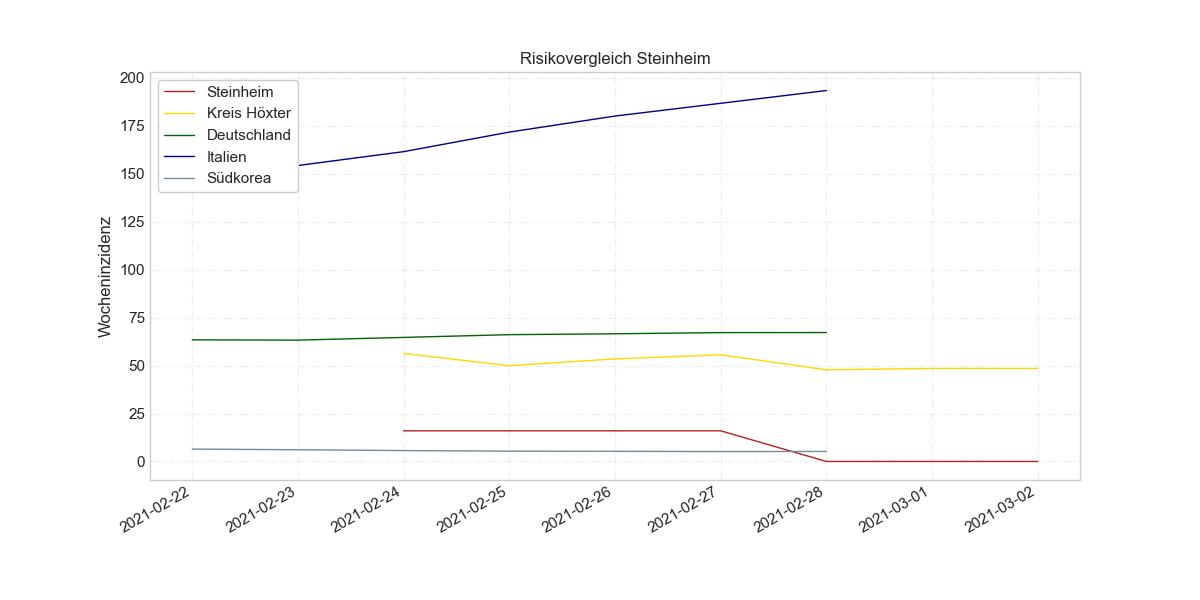 Risikovergleich Steinheim
Wocheninzidenz
200
175
150
125
100
75
50
25
0
Steinheim
Kreis Höxter
Deutschland
Italien
Südkorea
2021-02-22
2021-02-23
2021-02-24
2021-02-25
2021-02-26
2021-02-27
2021-02-28
2021-03-01
2021-03-02